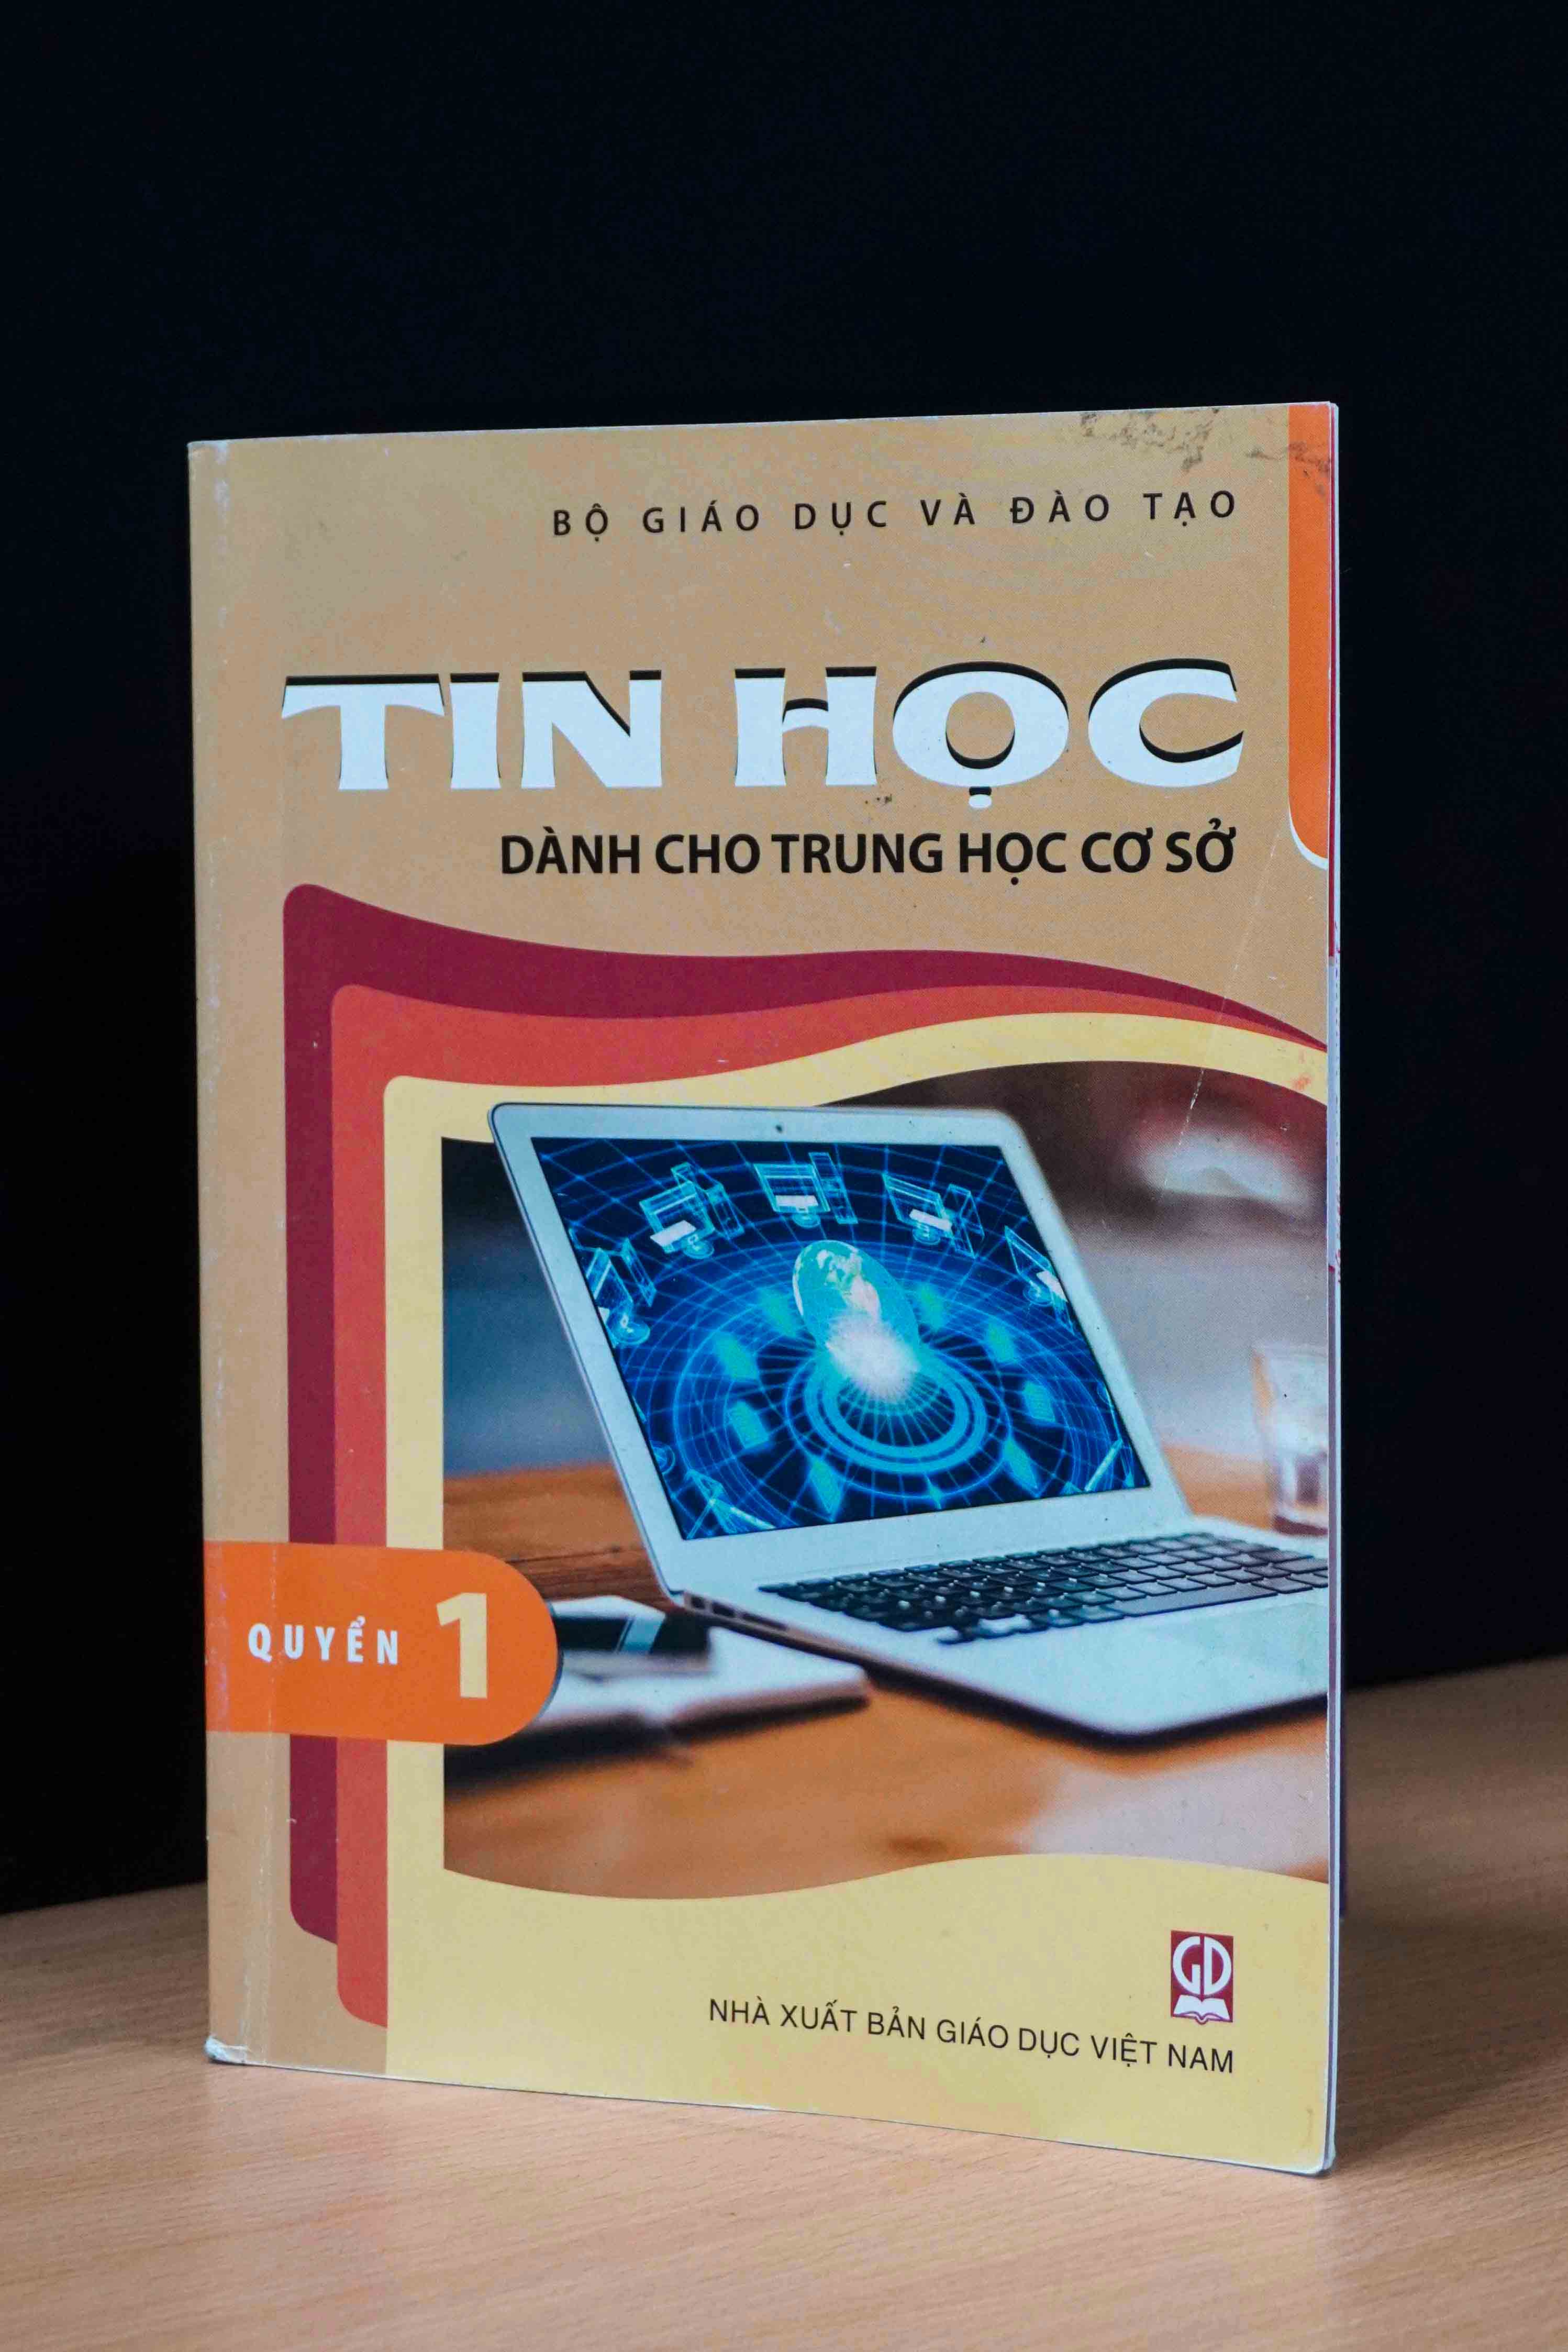 BỘ GIÁO DỤC VÀ ĐÀO TẠO
TIN HỌC
DÀNH CHO TRUNG HỌC CƠ SỞ
QUYỂN 1
GD
NHÀ XUẤT BẢN GIÁO DỤC VIỆT NAM